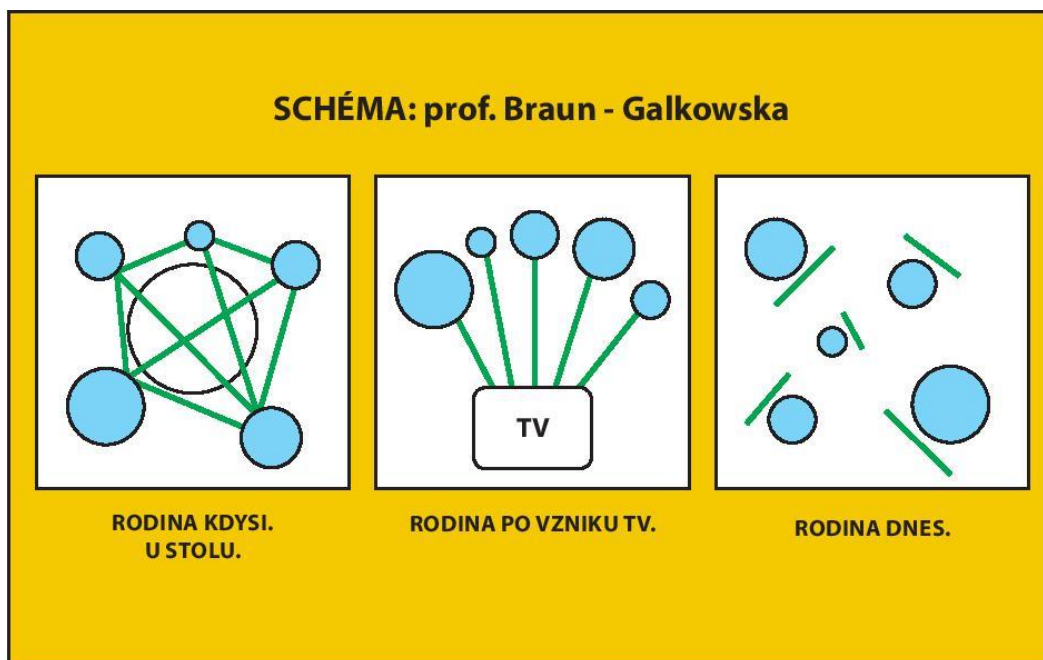 SCHÉMA: prof. Braun - Galkowska
TV
RODINA KDYSI.
U STOLU.
RODINA PO VZNIKU TV.
RODINA DNES.